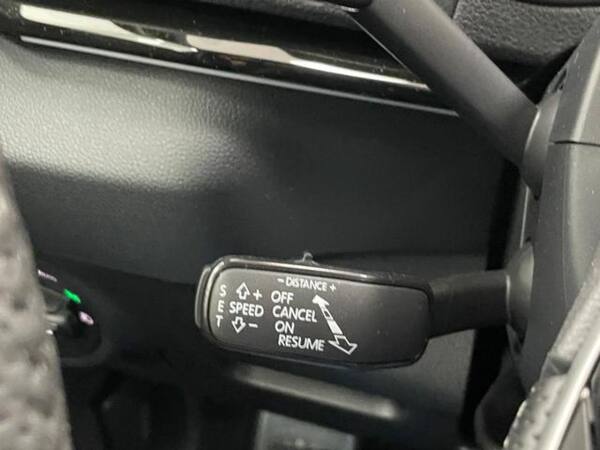 - DISTANCE +
S + OFF
E SPEED CANCEL
T - ON
RESUME